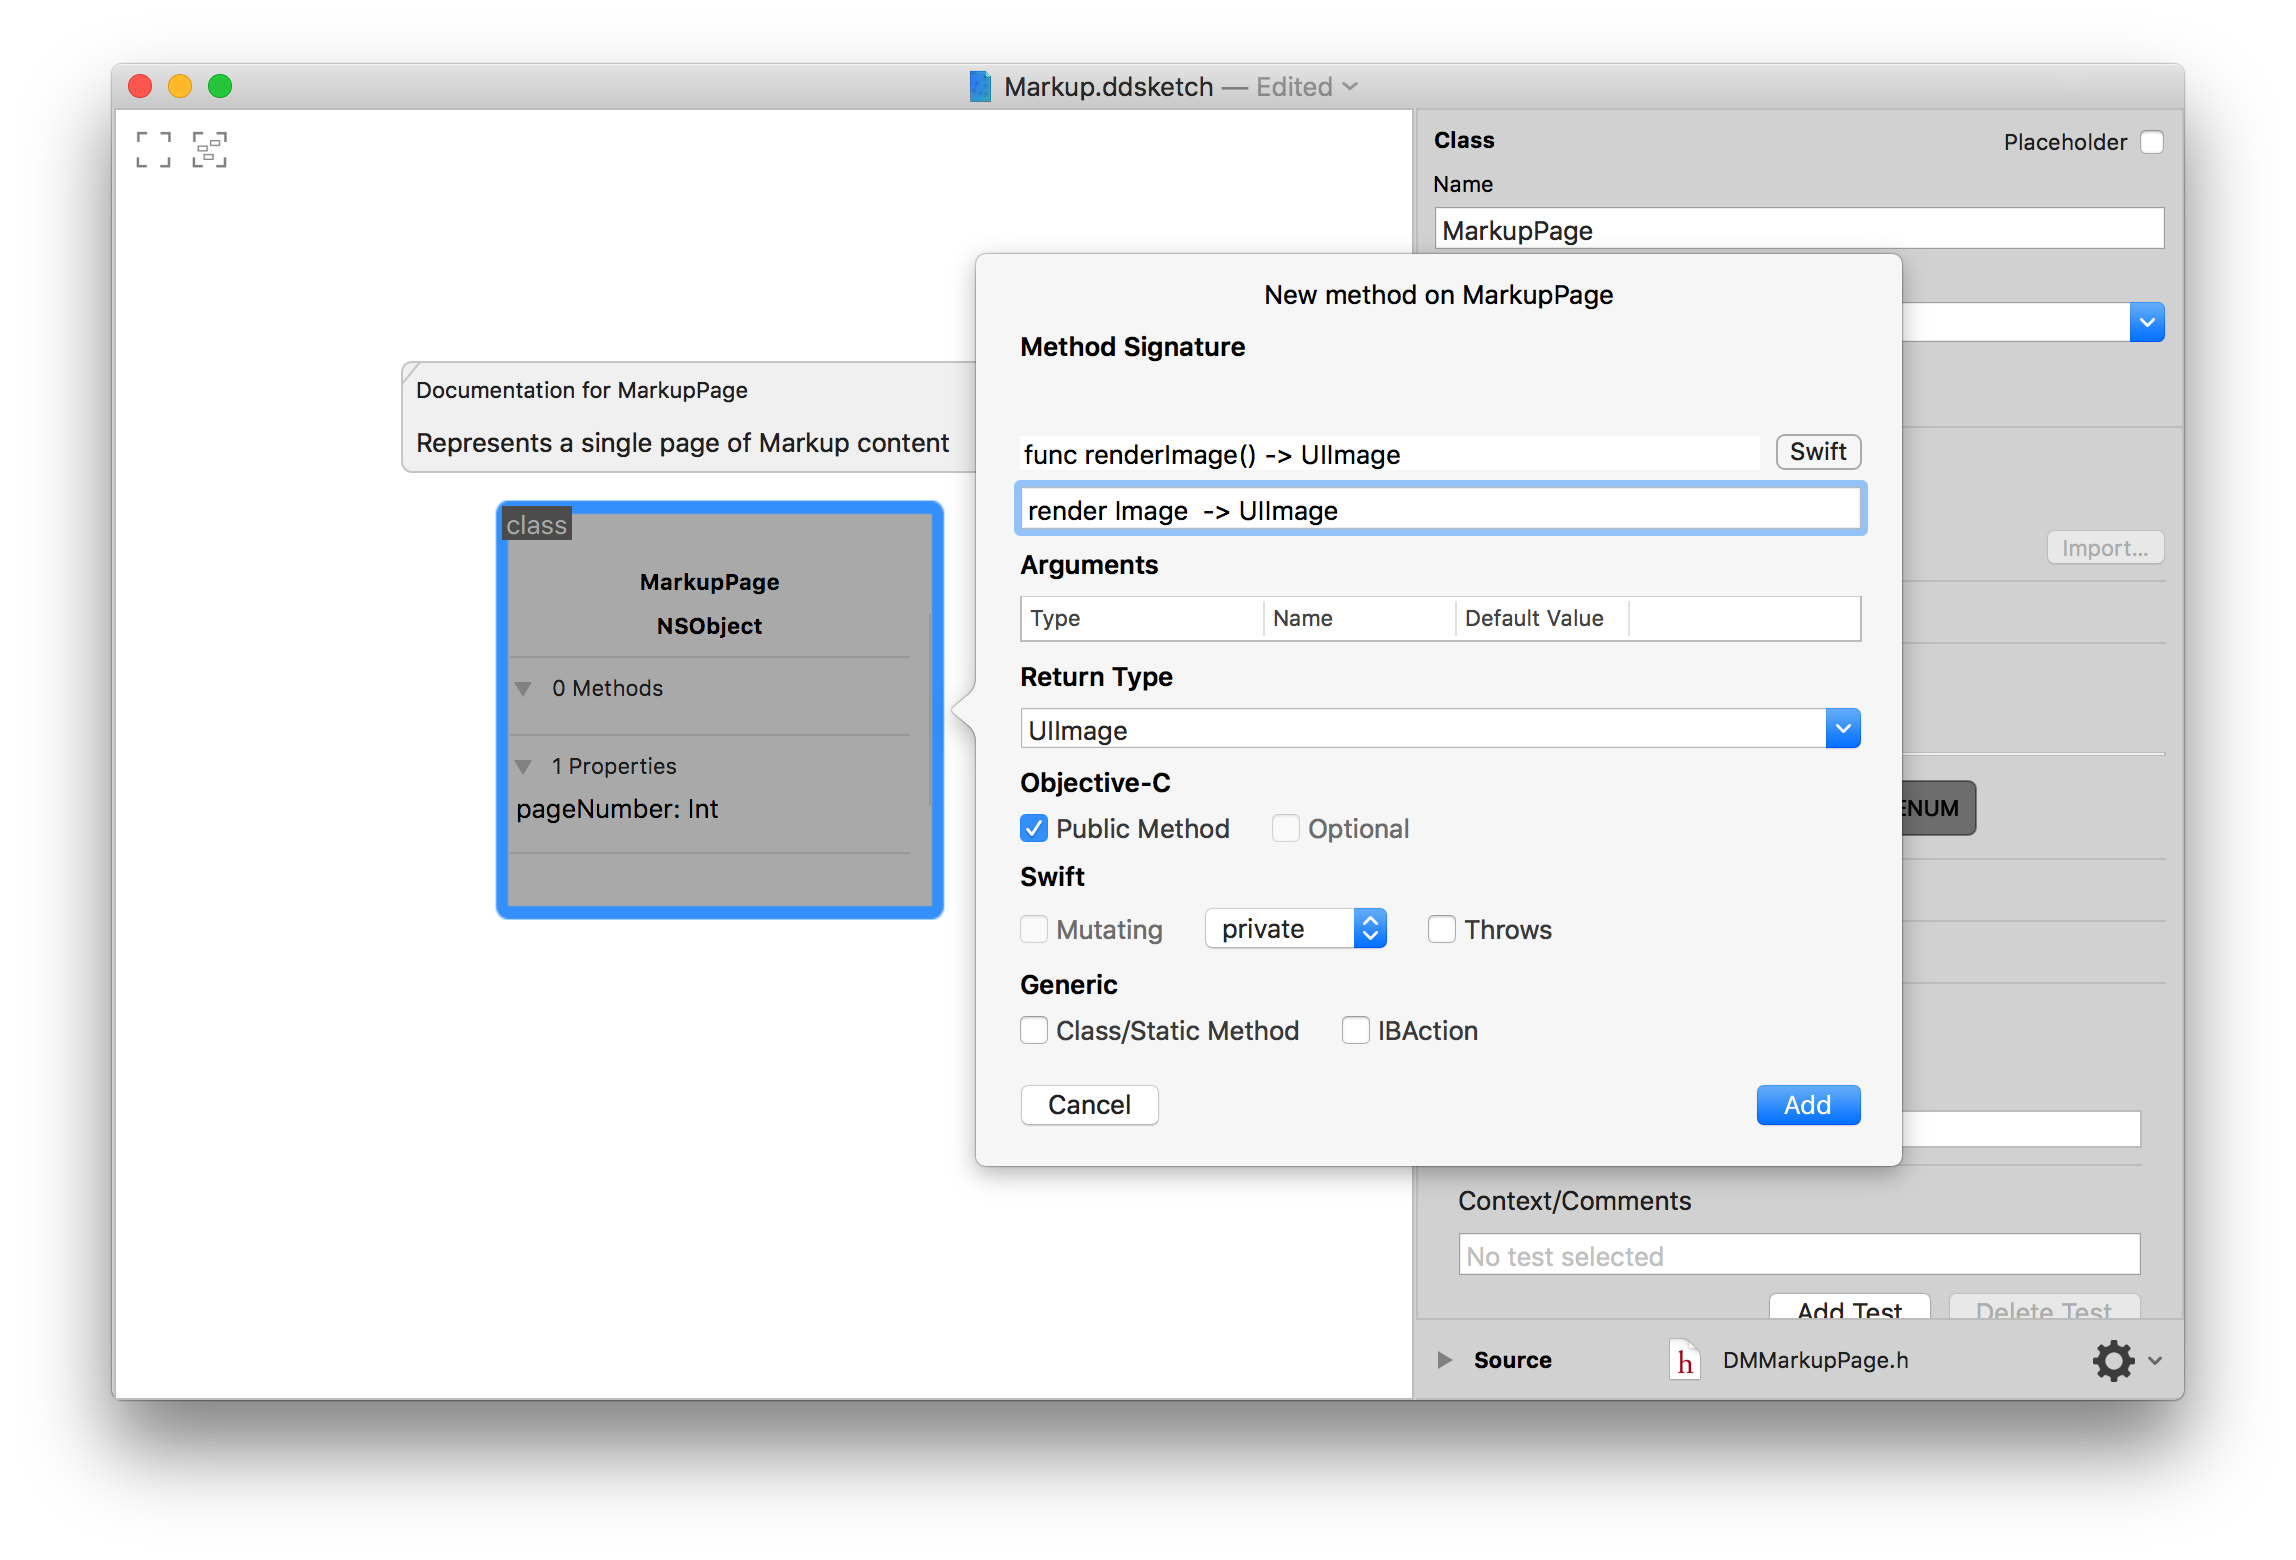 Markup.ddsketch — Edited
Class
Placeholder
Name
MarkupPage
Documentation for MarkupPage
Represents a single page of Markup content
class
MarkupPage
NSObject
0 Methods
1 Properties
pageNumber: Int
New method on MarkupPage
Method Signature
func renderImage() -> UIImage
Swift
render Image  -> UIImage
Arguments
Type
Name
Default Value
Return Type
UIImage
Objective-C
Public Method
Optional
Swift
Mutating
private
Throws
Generic
Class/Static Method
IBAction
Cancel
Add
Import...
ENUM
Context/Comments
No test selected
Add Test
Delete Test
Source
h
DMMarkupPage.h